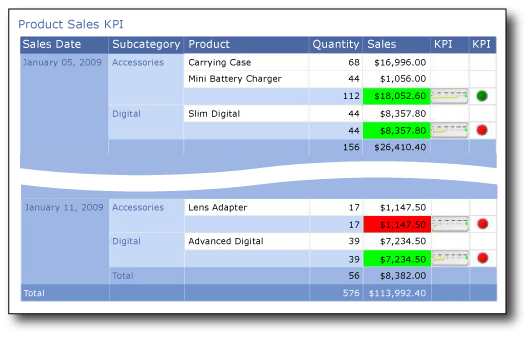 Product Sales KPI
Sales Date Subcategory Product Quantity Sales KPI KPI
January 05, 2009 Accessories Carrying Case 68 $16,996.00
Mini Battery Charger 44 $1,056.00
112 $18,052.60
Digital Slim Digital 44 $8,357.80
44 $8,357.80
156 $26,410.40
January 11, 2009 Accessories Lens Adapter 17 $1,147.50
17 $1,147.50
Digital Advanced Digital 39 $7,234.50
39 $7,234.50
Total 56 $8,382.00
Total 576 $113,992.40